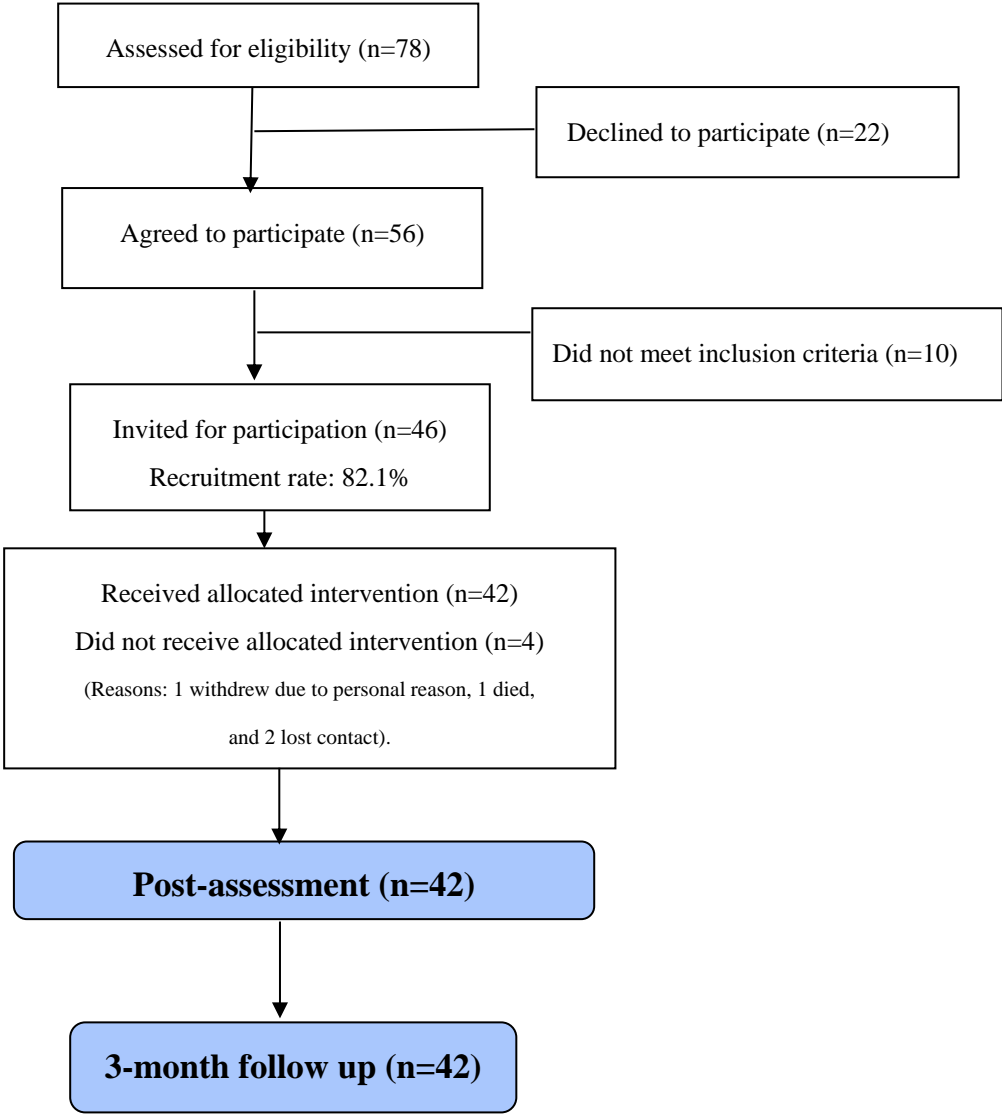 Assessed for eligibility (n=78)
Declined to participate (n=22)
Agreed to participate (n=56)
Did not meet inclusion criteria (n=10)
Invited for participation (n=46)
Recruitment rate: 82.1%
Received allocated intervention (n=42)
Did not receive allocated intervention (n=4)
(Reasons: 1 withdrew due to personal reason, 1 died,
and 2 lost contact).
Post-assessment (n=42)
3-month follow up (n=42)